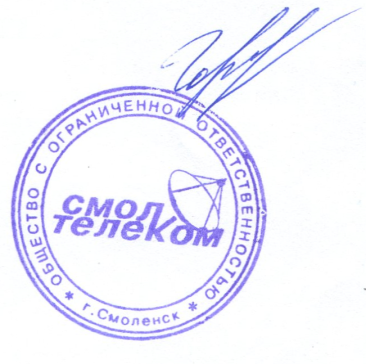 ОБЩЕСТВО С ОГРАНИЧЕННОЙ ОТВЕТСТВЕННОСТЬЮ
СМОЛ
ТЕЛЕКОМ
* г.Смоленск *